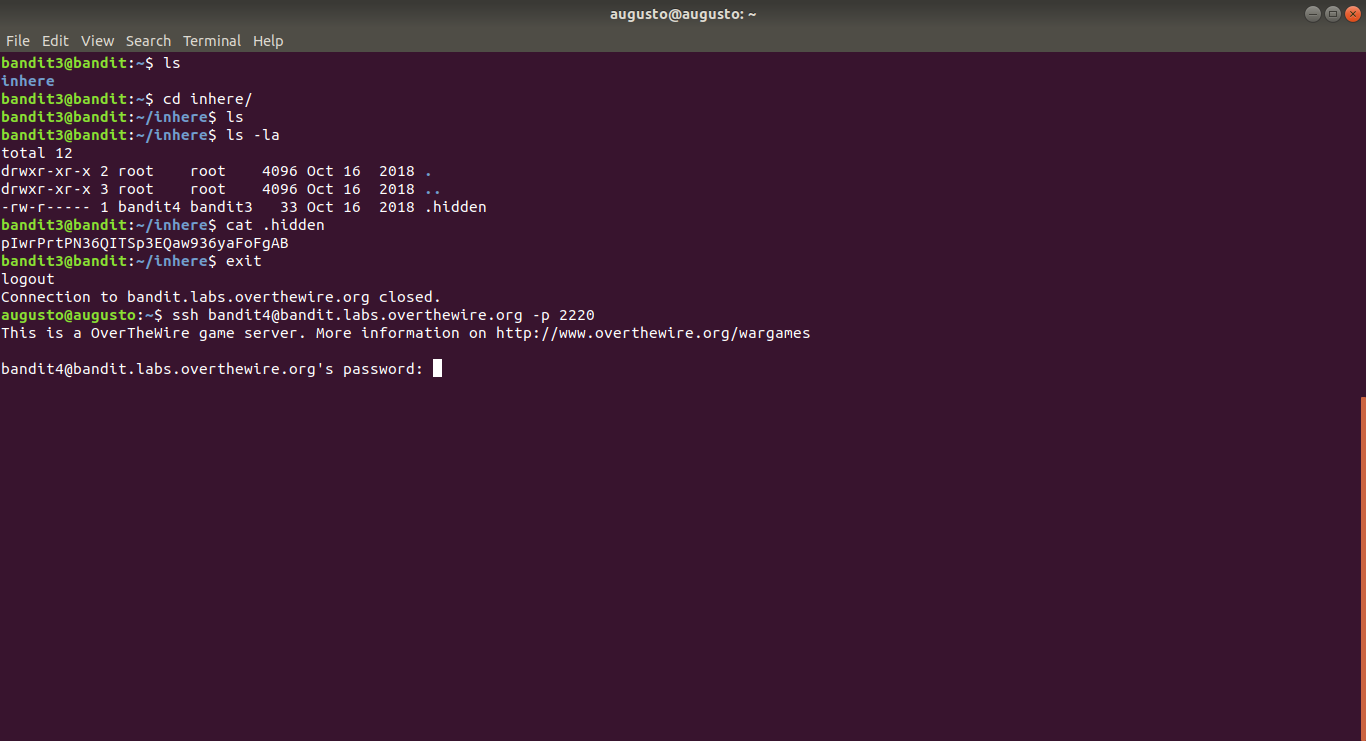 augusto@augusto: ~
File Edit View Search Terminal Help
bandit3@bandit:~$ ls
inhere
bandit3@bandit:~$ cd inhere/
bandit3@bandit:~/inhere$ ls
bandit3@bandit:~/inhere$ ls -la
total 12
drwxr-xr-x 2 root    root    4096 Oct 16  2018 .
drwxr-xr-x 3 root    root    4096 Oct 16  2018 ..
-rw-r----- 1 bandit4 bandit3   33 Oct 16  2018 .hidden
bandit3@bandit:~/inhere$ cat .hidden
pIwrPrtPN36QITSp3EQaw936yaFoFgAB
bandit3@bandit:~/inhere$ exit
logout
Connection to bandit.labs.overthewire.org closed.
augusto@augusto:~$ ssh bandit4@bandit.labs.overthewire.org -p 2220
This is a OverTheWire game server. More information on http://www.overthewire.org/wargames
bandit4@bandit.labs.overthewire.org's password: